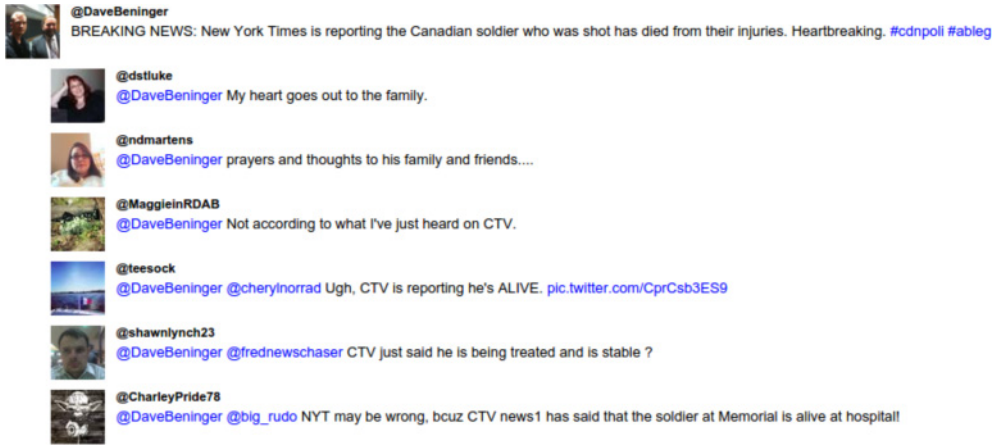 @DaveBeninger
BREAKING NEWS: New York Times is reporting the Canadian soldier who was shot has died from their injuries. Heartbreaking. #cdnpoli #ableg
@dstluke
@DaveBeninger My heart goes out to the family.
@ndmartens
@DaveBeninger prayers and thoughts to his family and friends....
@MaggieinRDAB
@DaveBeninger Not according to what I've just heard on CTV.
@teesock
@DaveBeninger @cherylnorrad Ugh, CTV is reporting he's ALIVE. pic.twitter.com/CprCsb3ES9
@shawnlynch23
@DaveBeninger @frednewschaser CTV just said he is being treated and is stable ?
@CharleyPride78
@DaveBeninger @big_rudo NYT may be wrong, bcuz CTV news1 has said that the soldier at Memorial is alive at hospital!